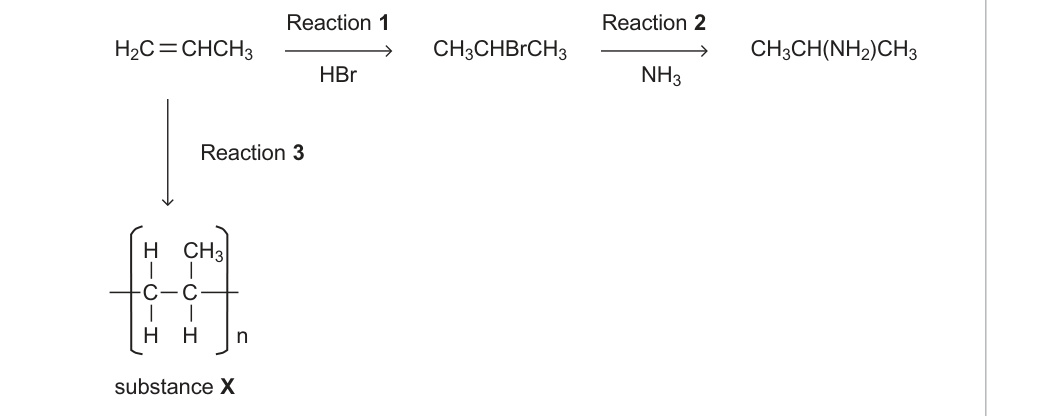 Reaction 1 Reaction 2
H₂C=CHCH₃ CH₃CHBrCH₃ CH₃CH(NH₂)CH₃
HBr NH₃
Reaction 3
H CH₃
C–C
H H n
substance X